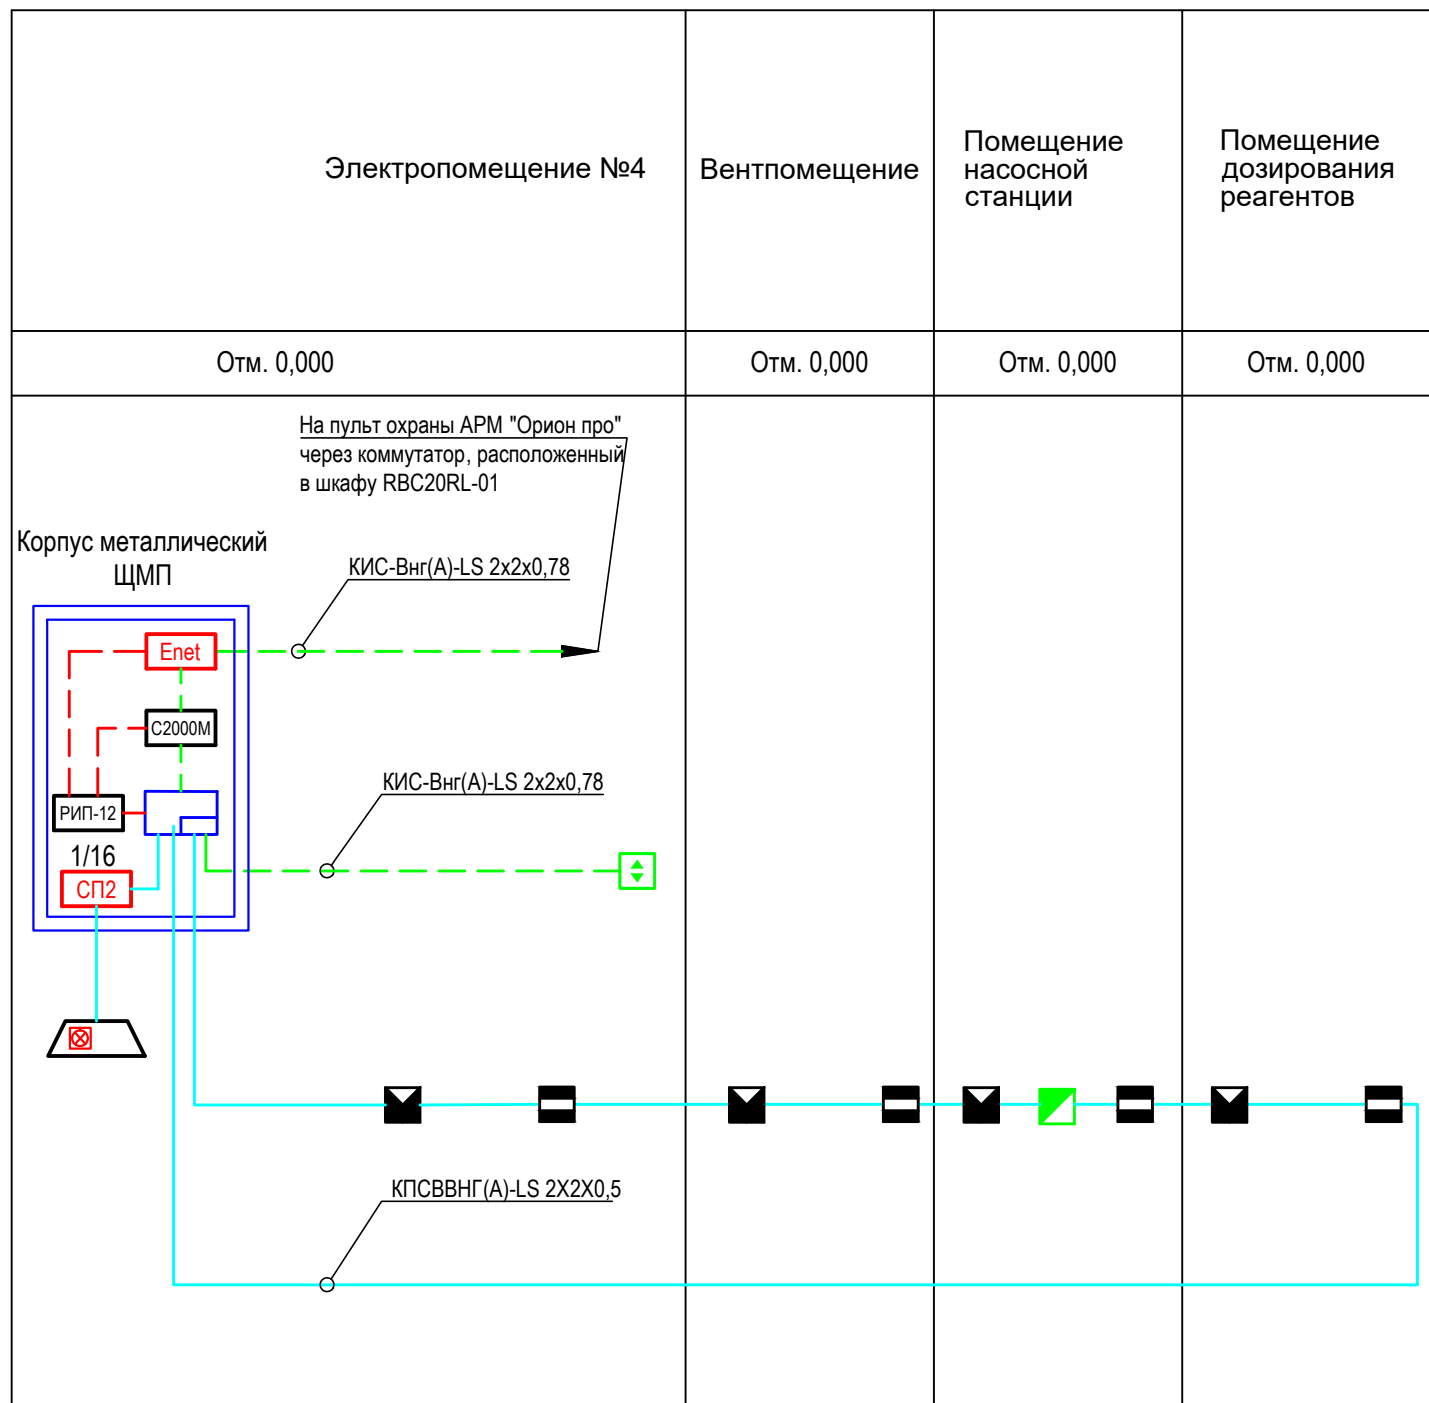 Электропомещение №4
Вентпомещение
Помещение
насосной
станции
Помещение
дозирования
реагентов
Отм. 0,000
Отм. 0,000
Отм. 0,000
Отм. 0,000
На пульт охраны АРМ "Орион про"
через коммутатор, расположенный
в шкафу RBC20RL-01
Корпус металлический
ЩМП
КИС-Внг(А)-LS 2х2х0,78
Enet
С2000М
КИС-Внг(А)-LS 2х2х0,78
РИП-12
1/16
СП2
КПСВВНГ(А)-LS 2Х2Х0,5